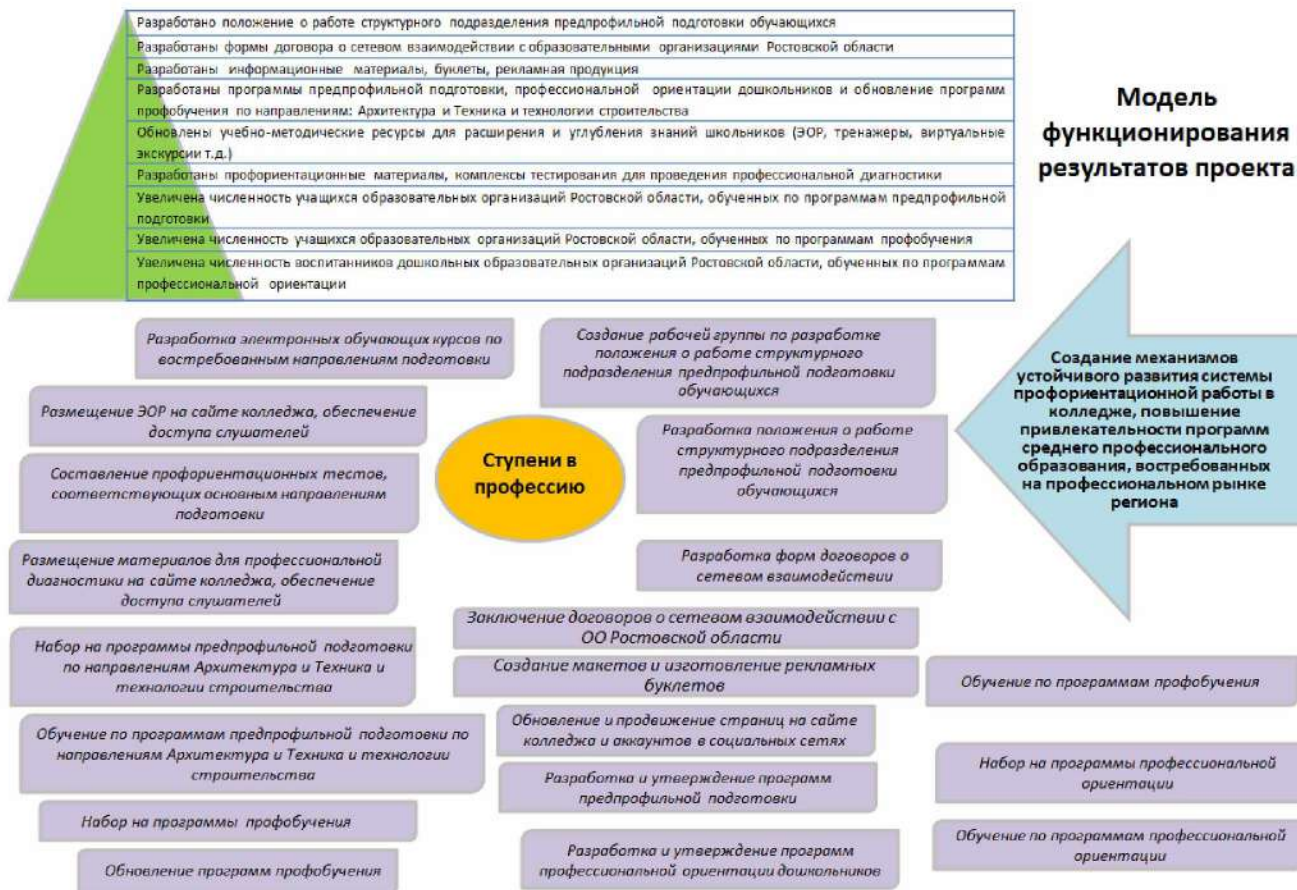 Разработано положение о работе структурного подразделения предпрофильной подготовки обучающихся
Разработаны формы договора о сетевом взаимодействии с образовательными организациями Ростовской области
Разработаны информационные материалы, буклеты, рекламная продукция
Разработаны программы предпрофильной подготовки, профессиональной ориентации дошкольников и обновление программ
профобучения по направлениям: Архитектура и Техника и технологии строительства
Обновлены учебно-методические ресурсы для расширения и углубления знаний школьников (ЭОР, тренажеры, виртуальные
экскурсии т.д.)
Разработаны профориентационные материалы, комплексы тестирования для проведения профессиональной диагностики
Увеличена численность учащихся образовательных организаций Ростовской области, обученных по программам предпрофильной
подготовки
Увеличена численность учащихся образовательных организаций Ростовской области, обученных по программам профобучения
Увеличена численность воспитанников дошкольных образовательных организаций Ростовской области, обученных по программам
профессиональной ориентации
Модель
функционирования
результатов проекта
Создание механизмов
устойчивого развития системы
профориентационной работы в
колледже, повышение
привлекательности программ
среднего профессионального
образования, востребованных
на профессиональном рынке
региона
Ступени в
профессию
Разработка электронных обучающих курсов по
востребованным направлениям подготовки
Размещение ЭОР на сайте колледжа, обеспечение
доступа слушателей
Составление профориентационных тестов,
соответствующих основным направлениям
подготовки
Размещение материалов для профессиональной
диагностики на сайте колледжа, обеспечение
доступа слушателей
Набор на программы предпрофильной подготовки
по направлениям Архитектура и Техника и
технологии строительства
Обучение по программам предпрофильной подготовки по
направлениям Архитектура и Техника и технологии
строительства
Набор на программы профобучения
Обновление программ профобучения
Создание рабочей группы по разработке
положения о работе структурного
подразделения предпрофильной подготовки
обучающихся
Разработка положения о работе
структурного подразделения
предпрофильной подготовки
обучающихся
Разработка форм договоров о
сетевом взаимодействии
Заключение договоров о сетевом взаимодействии с
ОО Ростовской области
Создание макетов и изготовление рекламных
буклетов
Обновление и продвижение страниц на сайте
колледжа и аккаунтов в социальных сетях
Разработка и утверждение программ
предпрофильной подготовки
Разработка и утверждение программ
профессиональной ориентации дошкольников
Обучение по программам профобучения
Набор на программы профессиональной
ориентации
Обучение по программам профессиональной
ориентации